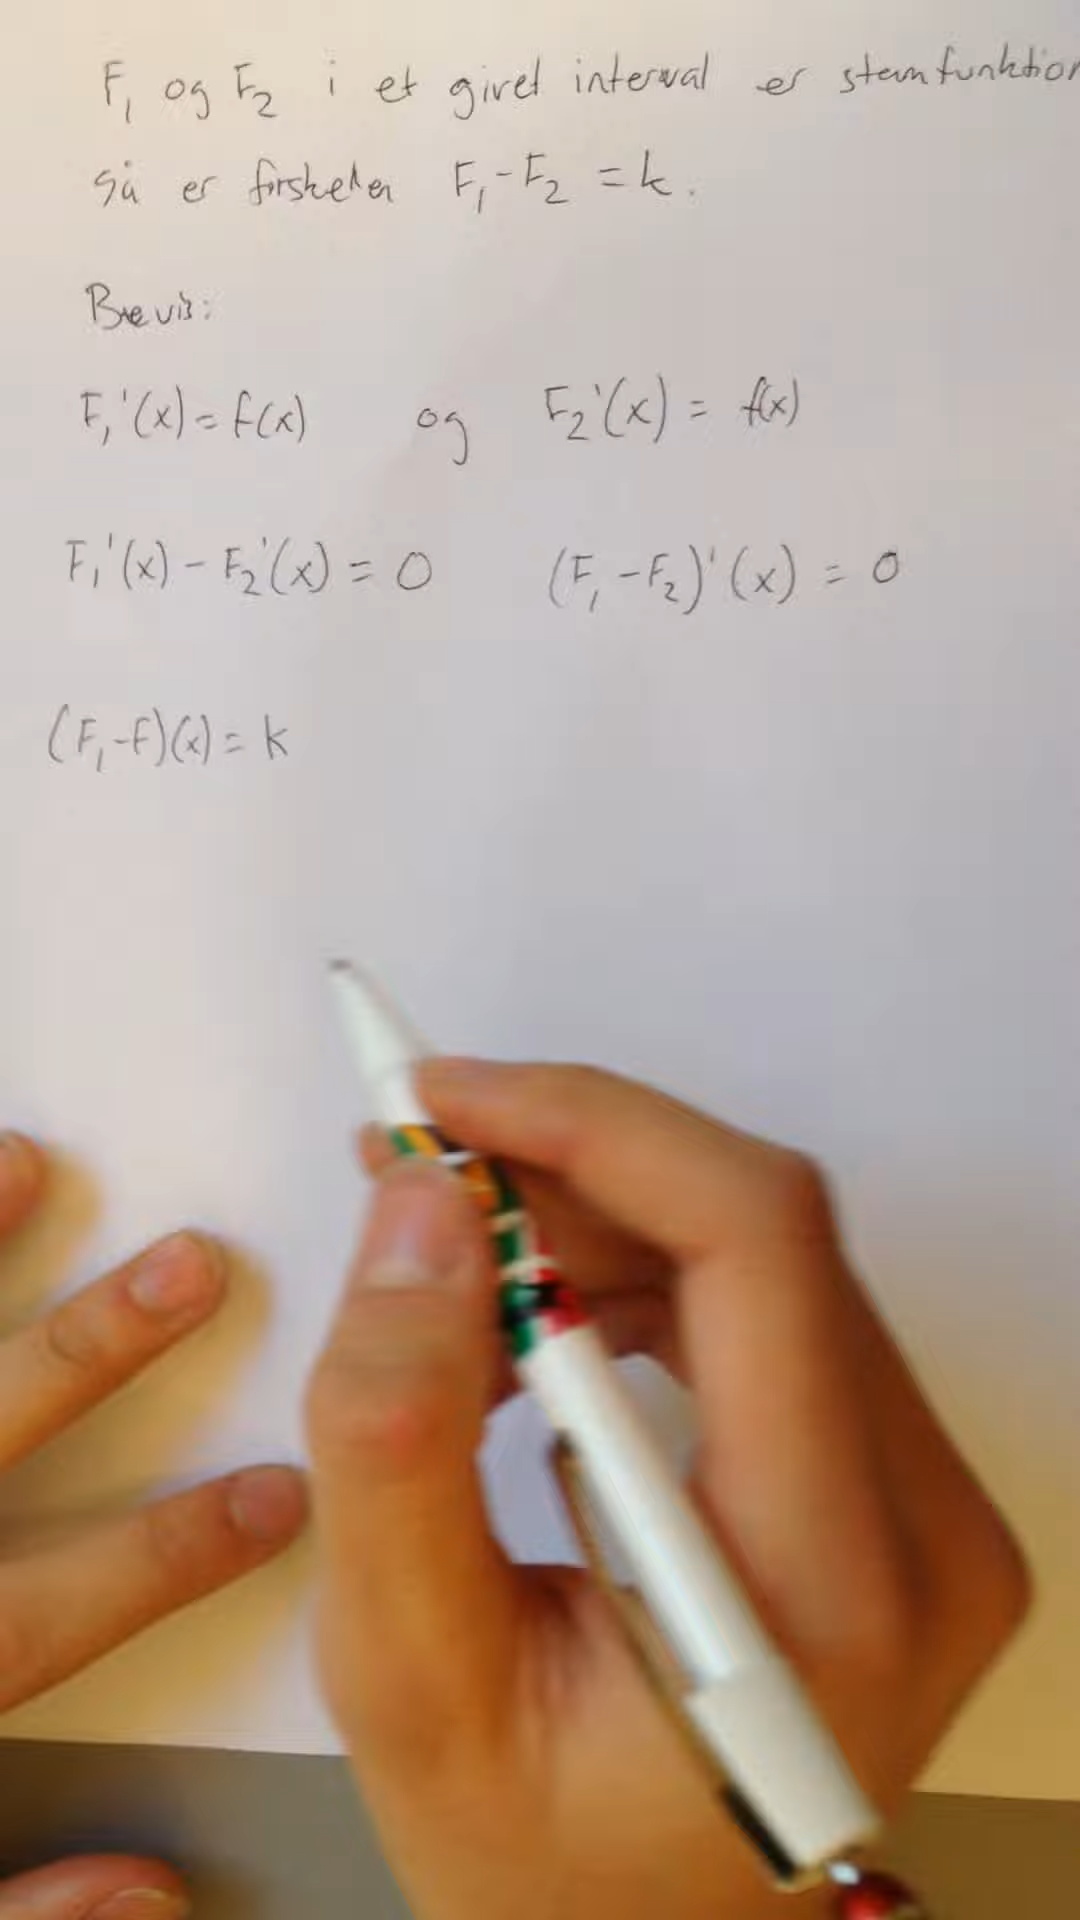 F₁ og F₂ i et givet interval er stamfunktion
så er forskellen F₁-F₂ = k.
Bevis:
F₁'(x) = f(x) og F₂'(x) = f(x)
F₁'(x) - F₂'(x) = 0 (F₁ - F₂)'(x) = 0
(F₁-F)(x) = k